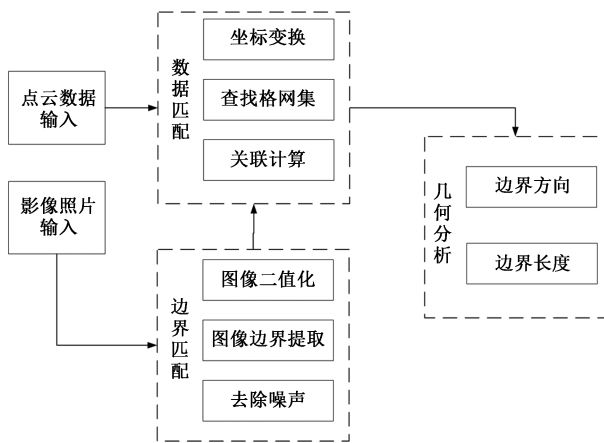 点云数据
输入
影像照片
输入
数据匹配
坐标变换
查找格网集
关联计算
边界匹配
图像二值化
图像边界提取
去除噪声
几何分析
边界方向
边界长度